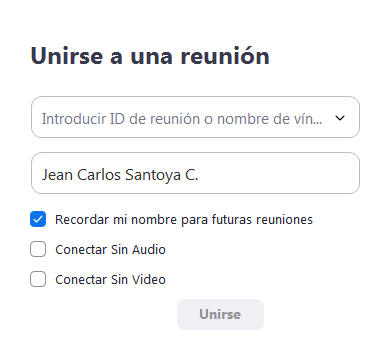 Unirse a una reunión
Introducir ID de reunión o nombre de vín...
Jean Carlos Santoya C.
Recordar mi nombre para futuras reuniones
Conectar Sin Audio
Conectar Sin Video
Unirse